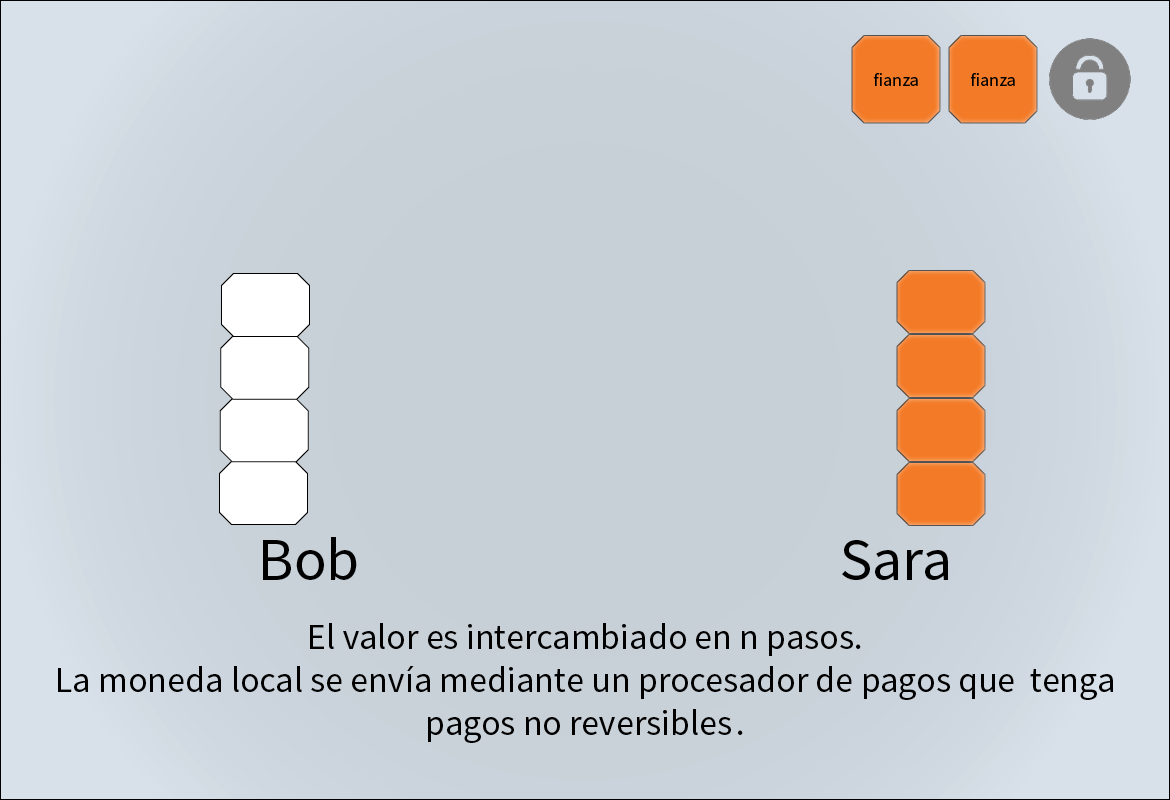 fianza fianza
Bob Sara
El valor es intercambiado en n pasos.
La moneda local se envía mediante un procesador de pagos que tenga
pagos no reversibles.